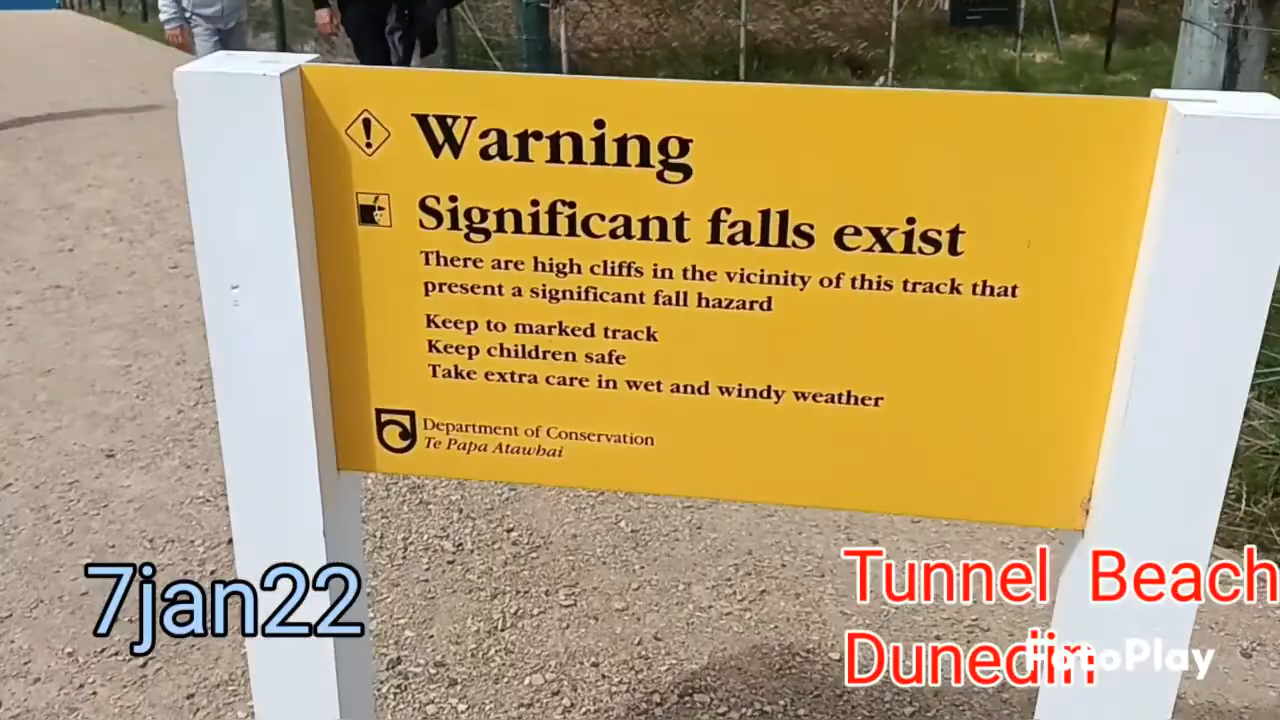 Warning
Significant falls exist
There are high cliffs in the vicinity of this track that
present a significant fall hazard
Keep to marked track
Keep children safe
Take extra care in wet and windy weather
Department of Conservation
Te Papa Atawhai
7jan22
Tunnel Beach
Dunedin
FotoPlay